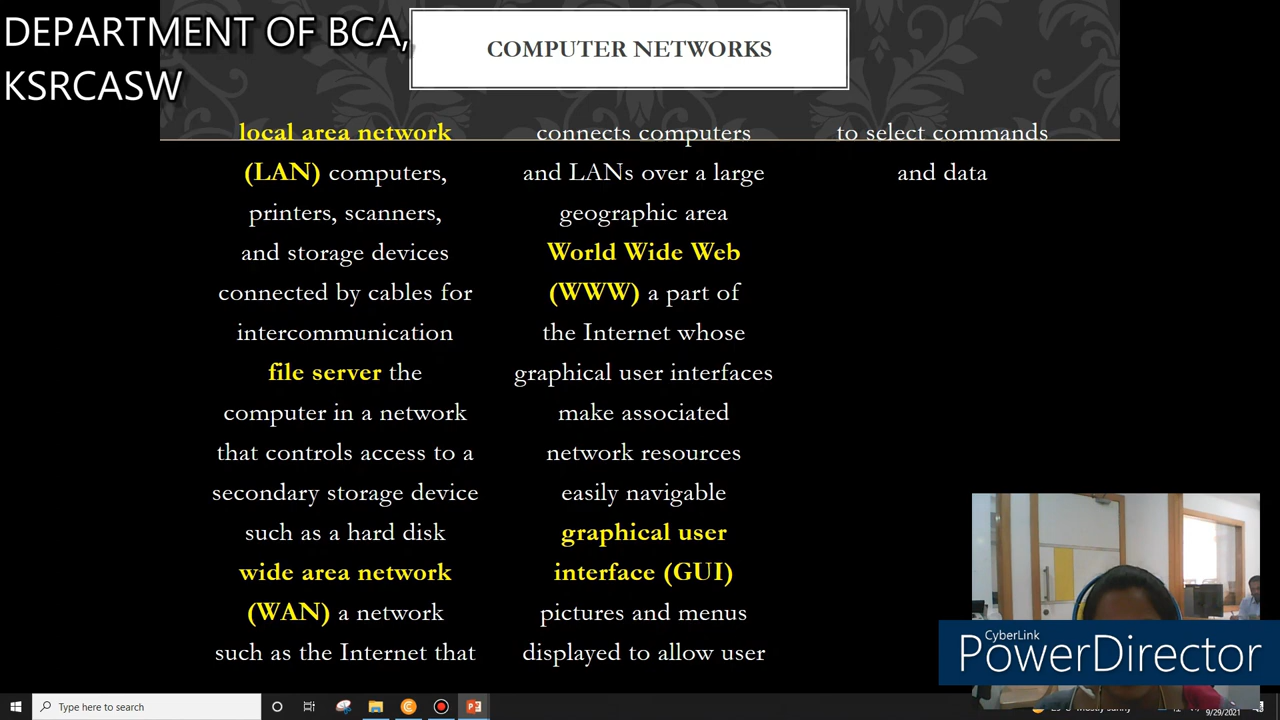 DEPARTMENT OF BCA,
KSRCASW
COMPUTER NETWORKS
local area network
(LAN) computers,
printers, scanners,
and storage devices
connected by cables for
intercommunication
file server the
computer in a network
that controls access to a
secondary storage device
such as a hard disk
wide area network
(WAN) a network
such as the Internet that
connects computers
and LANs over a large
geographic area
World Wide Web
(WWW) a part of
the Internet whose
graphical user interfaces
make associated
network resources
easily navigable
graphical user
interface (GUI)
pictures and menus
displayed to allow user
to select commands
and data
CyberLink
PowerDirector
Type here to search
9/29/2021